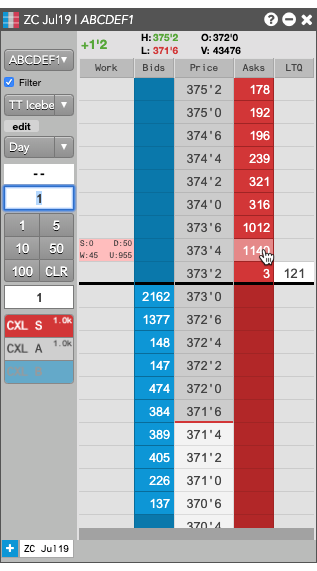 ZC Jul19 | ABCDEF1
+1'2
H: 375'2 O: 372'0
L: 371'6 V: 43476
ABCDEF1
Filter
TT Icebe
edit
Day
--
1
1 5
10 50
100 CLR
1
CXL S 1.0k
CXL A 1.0k
Work Bids Price Asks LTQ
375'2 178
375'0 192
374'6 196
374'4 239
374'2 321
374'0 316
373'6 1012
S:0 D:50
W:45 U:955
373'4
373'2 3 121
2162 373'0
1377 372'6
148 372'4
147 372'2
474 372'0
384 371'6
389 371'4
405 371'2
226 371'0
137 370'6
370'4
ZC Jul19